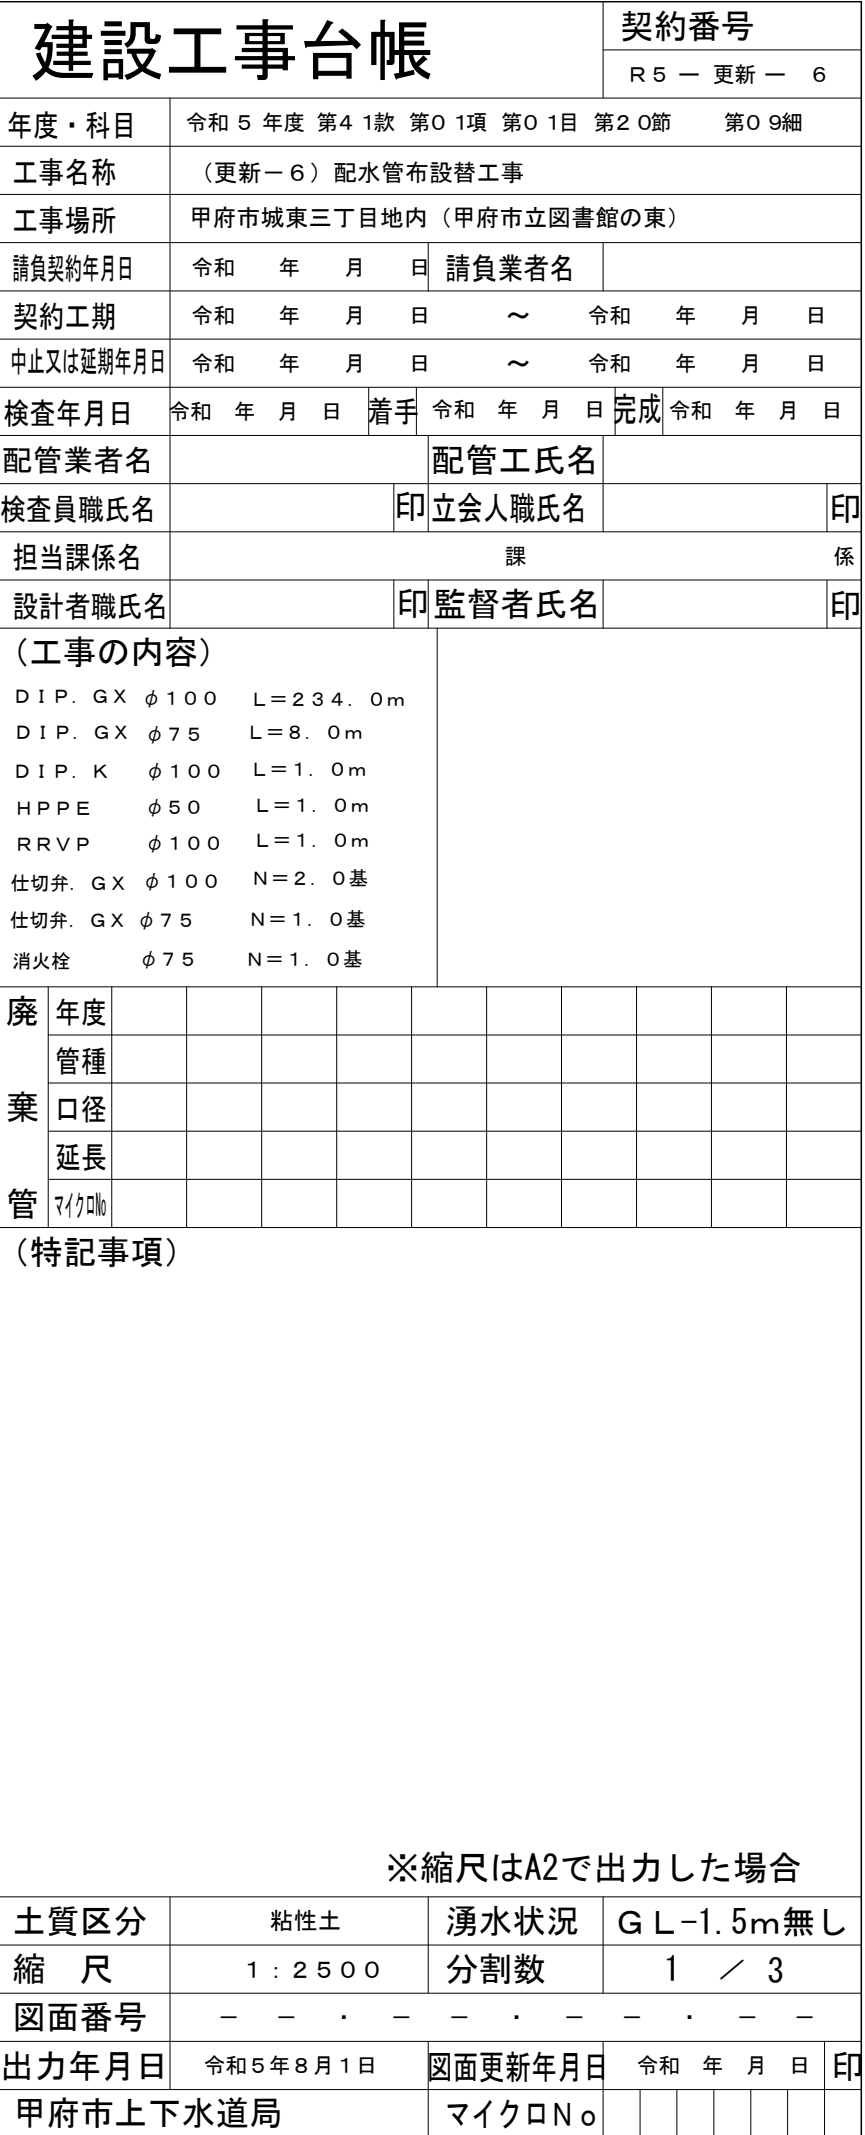 建設工事台帳
契約番号
R5 ー 更新 ー 6
年度・科目 令和 5 年度 第41款 第01項 第01目 第20節 第09細
工事名称 （更新－6）配水管布設替工事
工事場所 甲府市城東三丁目地内（甲府市立図書館の東）
請負契約年月日 令和 年 月 日 請負業者名
契約工期 令和 年 月 日 ～ 令和 年 月 日
中止又は延期年月日 令和 年 月 日 ～ 令和 年 月 日
検査年月日 令和 年 月 日 着手 令和 年 月 日 完成 令和 年 月 日
配管業者名 配管工氏名
検査員職氏名 印 立会人職氏名 印
担当課係名 課 係
設計者職氏名 印 監督者氏名 印
（工事の内容）
DIP．GX φ100 L＝234．0m
DIP．GX φ75 L＝8．0m
DIP．K φ100 L＝1．0m
HPPE φ50 L＝1．0m
RRVP φ100 L＝1．0m
仕切弁．GX φ100 N＝2．0基
仕切弁．GX φ75 N＝1．0基
消火栓 φ75 N＝1．0基
廃 年度
管種
棄 口径
延長
管 マイクロNo
（特記事項）
※縮尺はA2で出力した場合
土質区分 粘性土 湧水状況 GL-1.5m無し
縮 尺 1：2500 分割数 1 ／ 3
図面番号 － － ・ － － ・ － － ・ － －
出力年月日 令和5年8月1日 図面更新年月日 令和 年 月 日 印
甲府市上下水道局 マイクロNo